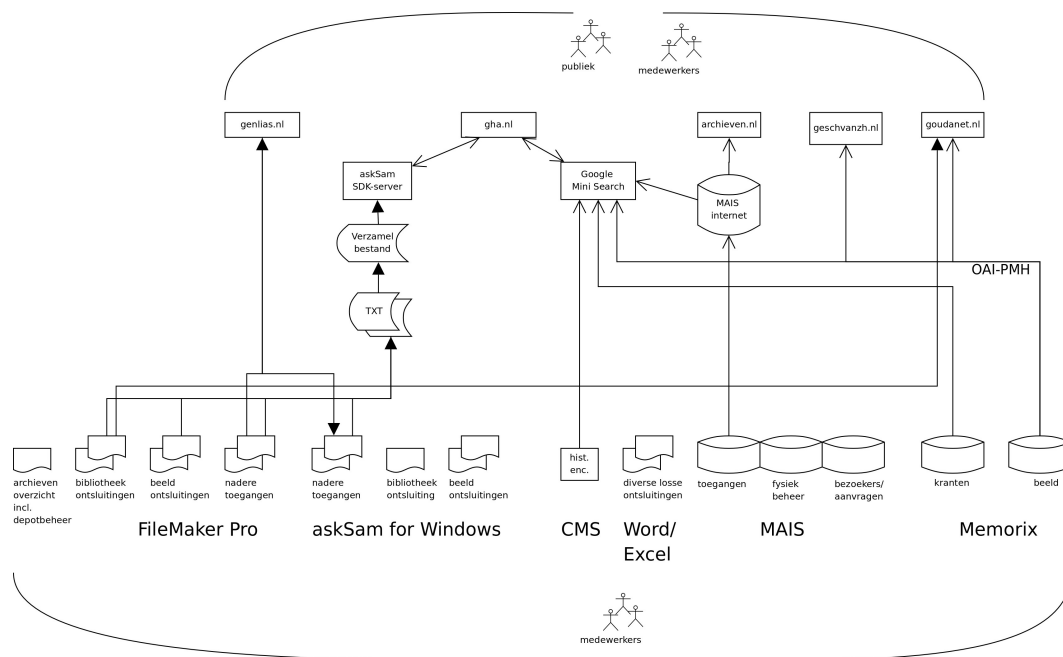 publiek
medewerkers
genlias.nl
gha.nl
archieven.nl
geschvanzh.nl
goudanet.nl
askSam
SDK-server
Google
Mini Search
MAIS
internet
Verzamel
bestand
OAI-PMH
TXT
hist.
enc.
archieven
overzicht
incl.
depotbeheer
bibliotheek
ontsluitingen
beeld
ontsluitingen
nadere
toegangen
nadere
toegangen
bibliotheek
ontsluiting
beeld
ontsluitingen
diverse losse
ontsluitingen
toegangen
fysiek
beheer
bezoekers/
aanvragen
kranten
beeld
FileMaker Pro
askSam for Windows
CMS
Word/
Excel
MAIS
Memorix
medewerkers